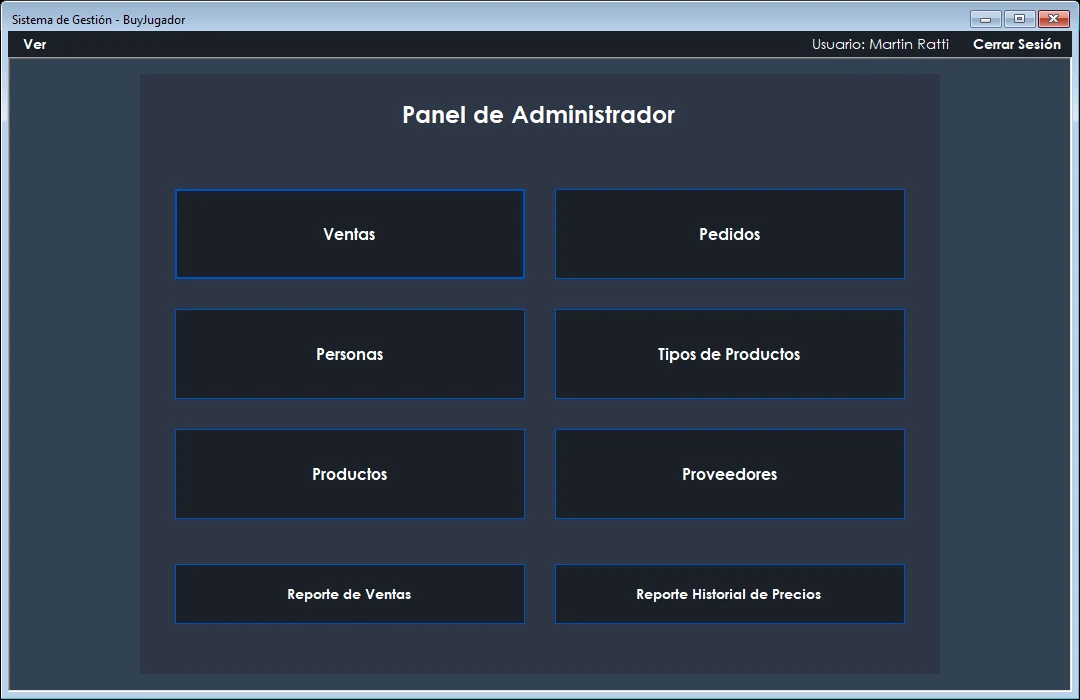 Sistema de Gestión - BuyJugador
Ver
Usuario: Martin Ratti
Cerrar Sesión
Panel de Administrador
Ventas
Pedidos
Personas
Tipos de Productos
Productos
Proveedores
Reporte de Ventas
Reporte Historial de Precios